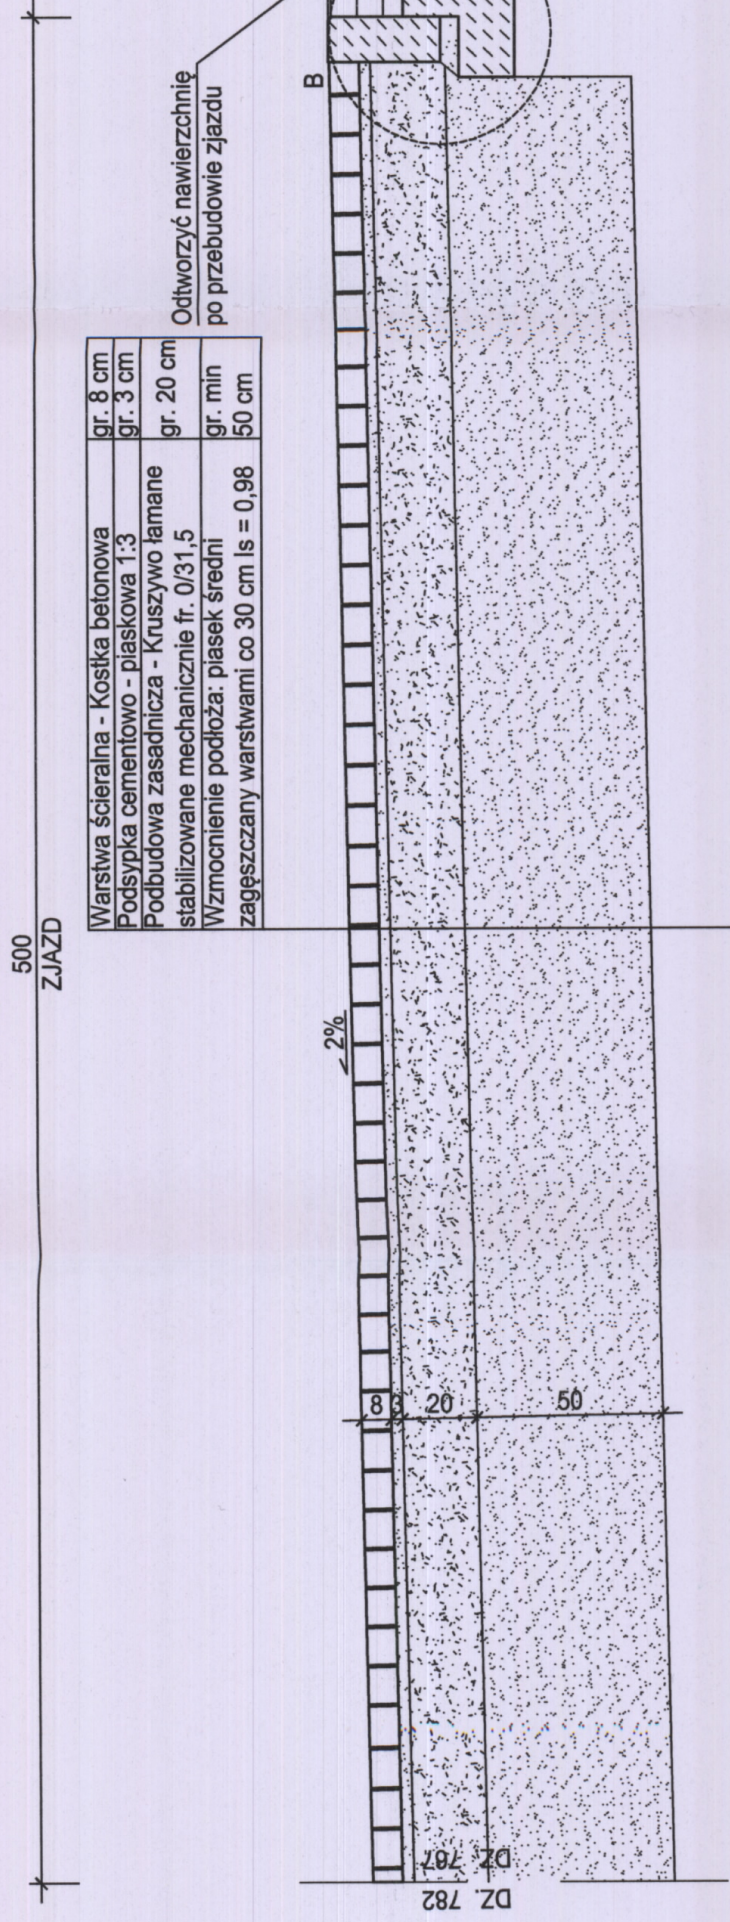 500
ZJAZD
Warstwa ścieralna - Kostka betonowa gr. 8 cm
Podsypka cementowo - piaskowa 1:3 gr. 3 cm
Podbudowa zasadnicza - Kruszywo łamane
stabilizowane mechanicznie fr. 0/31,5 gr. 20 cm
Wzmocnienie podłoża: piasek średni gr. min
zagęszczany warstwami co 30 cm Is = 0,98 50 cm
Odtworzyć nawierzchnię
po przebudowie zjazdu
B
2%
8
3
20
50
DZ. 782
DZ. 787